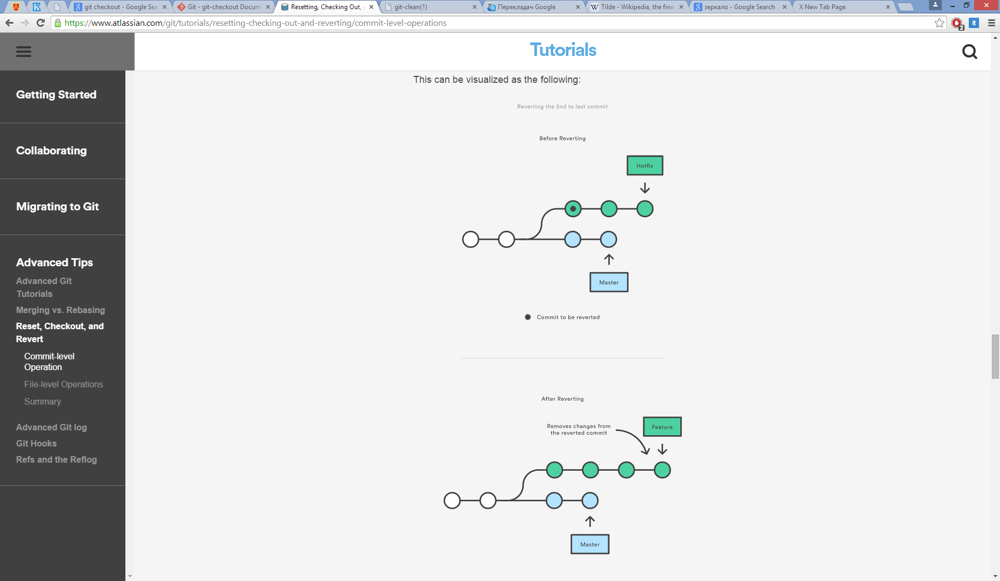 git checkout - Google Sea
Git - git-checkout Docum
Resetting, Checking Out,
git-clean(1)
Перекладач Google
Tilde - Wikipedia, the free
зеркало - Google Search
X New Tab Page
https://www.atlassian.com/git/tutorials/resetting-checking-out-and-reverting/commit-level-operations
2
it
Tutorials
Getting Started
Collaborating
Migrating to Git
Advanced Tips
Advanced Git
Tutorials
Merging vs. Rebasing
Reset, Checkout, and
Revert
Commit-level
Operation
File-level Operations
Summary
Advanced Git log
Git Hooks
Refs and the Reflog
This can be visualized as the following:
Reverting the 2nd to last commit
Before Reverting
Hotfix
Master
Commit to be reverted
After Reverting
Removes changes from
the reverted commit
Feature
Master